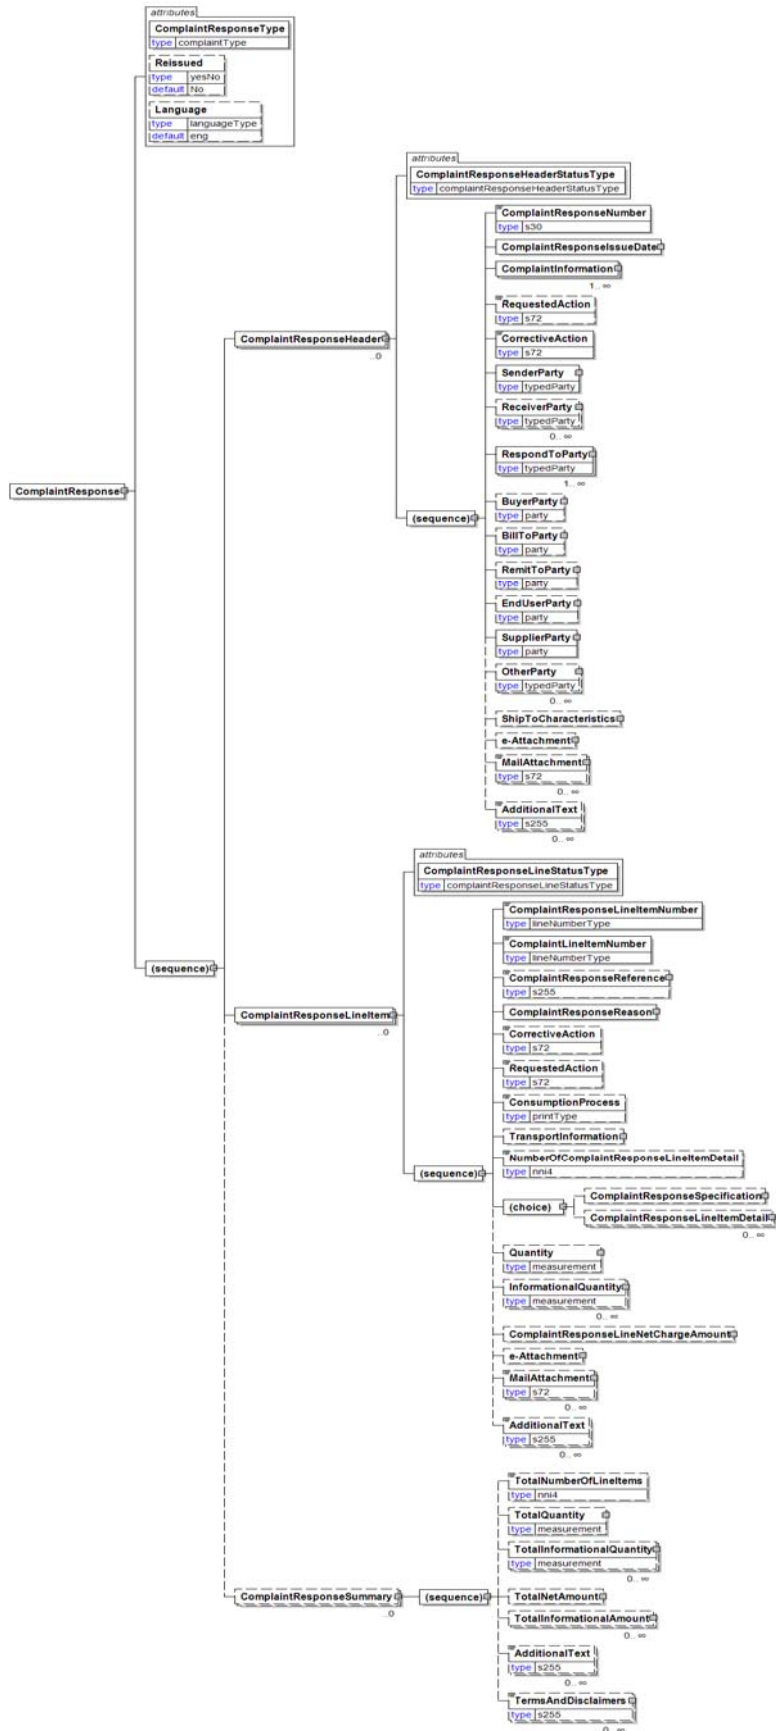 attributes
ComplaintResponseType
type complaintType
Reissued
type yesNo
default No
Language
type languageType
default eng
attributes
ComplaintResponseHeaderStatusType
type complaintResponseHeaderStatusType
ComplaintResponseNumber
type s30
ComplaintResponseIssueDate
ComplaintInformation
1.. ∞
RequestedAction
type s72
ComplaintResponseHeader
..0
CorrectiveAction
type s72
SenderParty
type typedParty
ReceiverParty
type typedParty
0.. ∞
RespondToParty
type typedParty
1.. ∞
ComplaintResponse
(sequence)
BuyerParty
type party
BillToParty
type party
RemitToParty
type party
EndUserParty
type party
SupplierParty
type party
OtherParty
type typedParty
0.. ∞
ShipToCharacteristics
e-Attachment
MailAttachment
type s72
0.. ∞
AdditionalText
type s255
0.. ∞
attributes
ComplaintResponseLineStatusType
type complaintResponseLineStatusType
ComplaintResponseLineItemNumber
type lineNumberType
ComplaintLineItemNumber
type lineNumberType
(sequence)
ComplaintResponseReference
type s255
ComplaintResponseLineItem
..0
ComplaintResponseReason
CorrectiveAction
type s72
RequestedAction
type s72
ConsumptionProcess
type printType
TransportInformation
(sequence)
NumberOfComplaintResponseLineItemDetail
type nni4
(choice)
ComplaintResponseSpecification
ComplaintResponseLineItemDetail
0.. ∞
Quantity
type measurement
InformationalQuantity
type measurement
0.. ∞
ComplaintResponseLineNetChargeAmount
e-Attachment
MailAttachment
type s72
0.. ∞
AdditionalText
type s255
0.. ∞
TotalNumberOfLineItems
type nni4
TotalQuantity
type measurement
TotalInformationalQuantity
type measurement
0.. ∞
ComplaintResponseSummary
..0
(sequence)
TotalNetAmount
TotalInformationalAmount
0.. ∞
AdditionalText
type s255
0.. ∞
TermsAndDisclaimers
type s255
0.. ∞